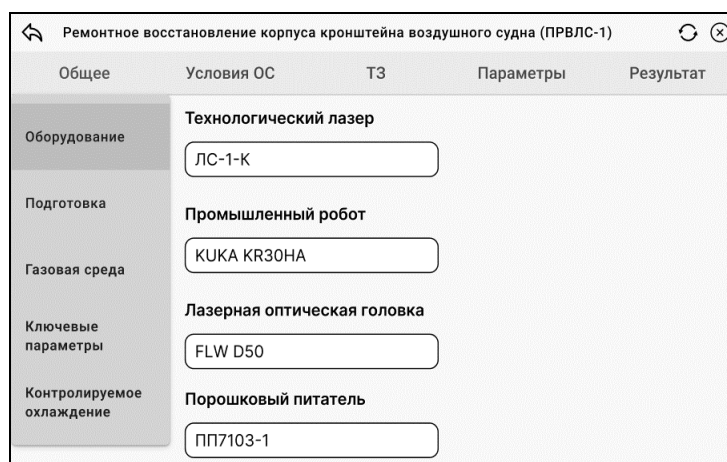 Ремонтное восстановление корпуса кронштейна воздушного судна (ПРВЛС-1)
Общее Условия ОС ТЗ Параметры Результат
Оборудование
Подготовка
Газовая среда
Ключевые
параметры
Контролируемое
охлаждение
Технологический лазер
ЛС-1-К
Промышленный робот
KUKA KR30HA
Лазерная оптическая головка
FLW D50
Порошковый питатель
ПП7103-1